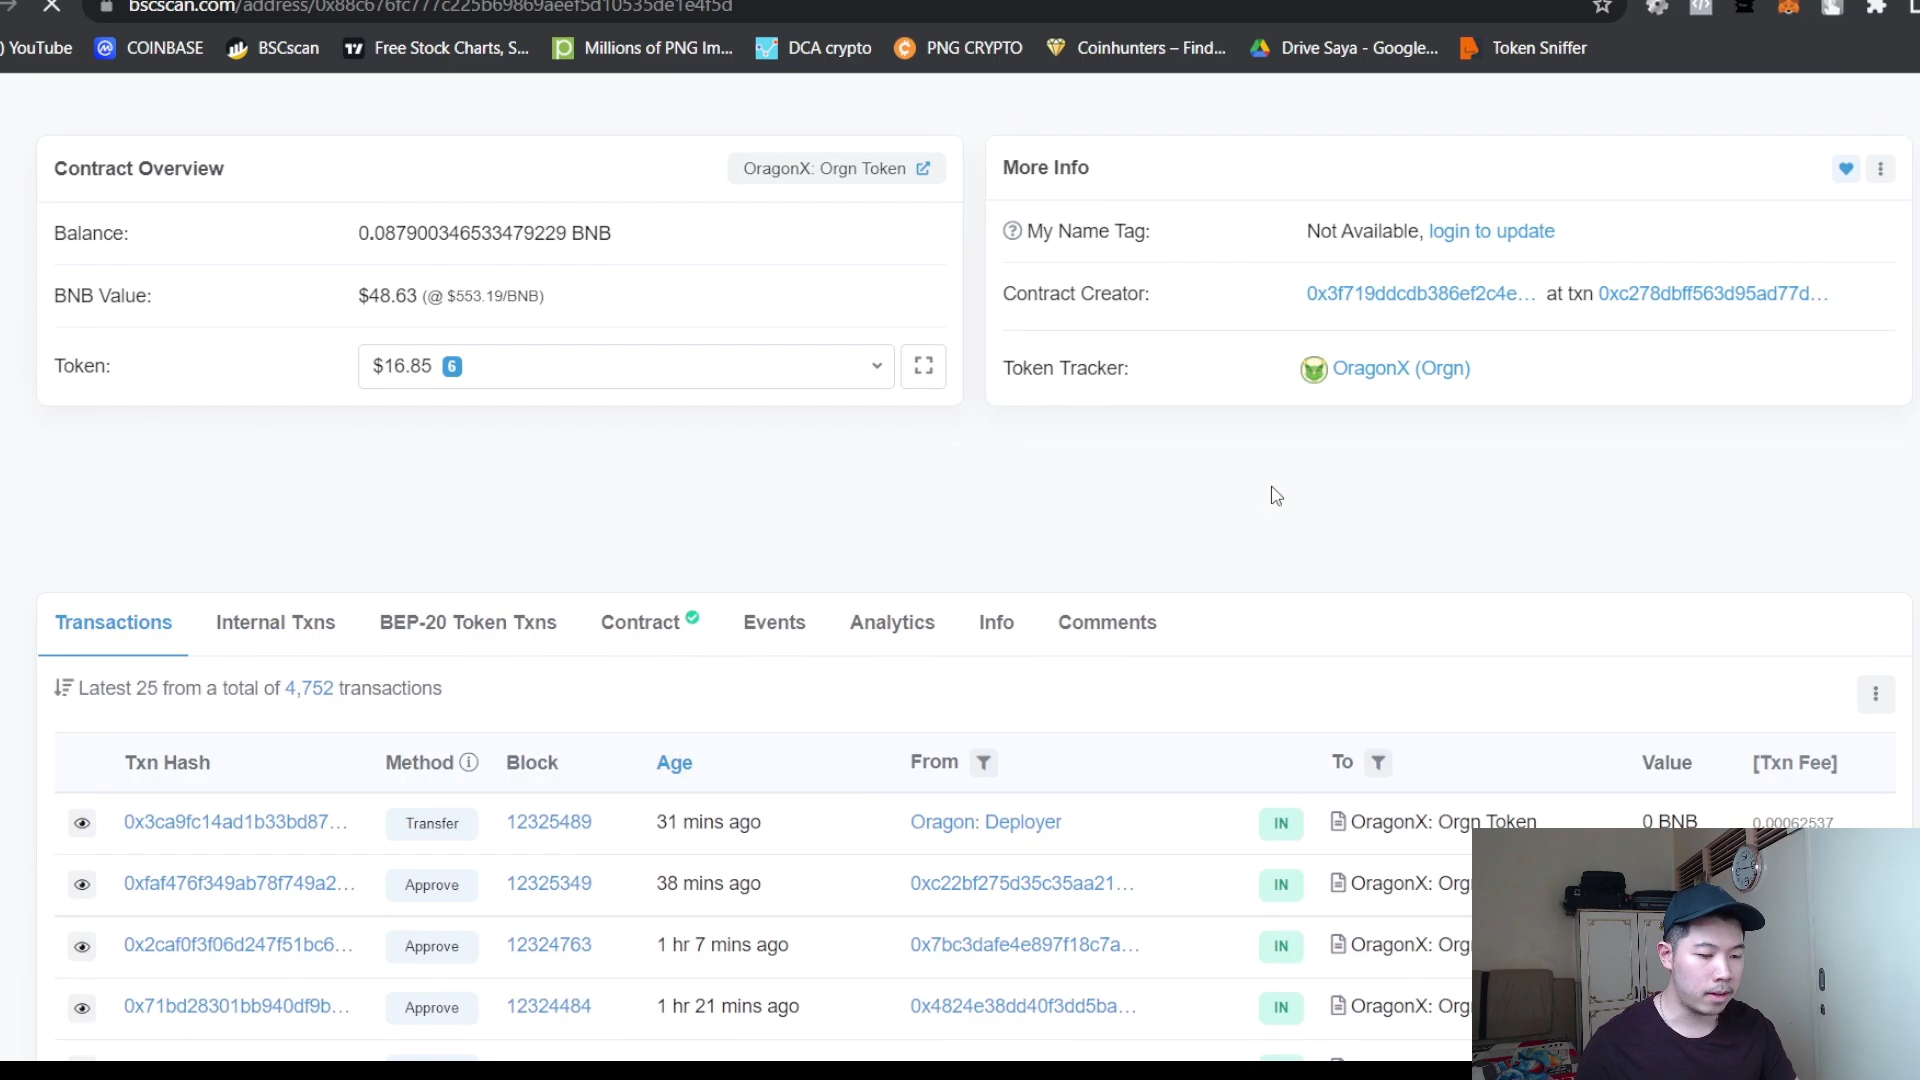 bscscan.com/address/0x88c676fc777c225b69869aeef5d10535de1e4f5d
YouTube COINBASE BSCscan Free Stock Charts, S... Millions of PNG Im... DCA crypto PNG CRYPTO Coinhunters – Find... Drive Saya - Google... Token Sniffer
Contract Overview
OragonX: Orgn Token
Balance: 0.087900346533479229 BNB
BNB Value: $48.63 (@ $553.19/BNB)
Token: $16.85 6
More Info
My Name Tag: Not Available, login to update
Contract Creator: 0x3f719ddcdb386ef2c4e... at txn 0xc278dbff563d95ad77d...
Token Tracker: OragonX (Orgn)
Transactions Internal Txns BEP-20 Token Txns Contract Events Analytics Info Comments
Latest 25 from a total of 4,752 transactions
Txn Hash Method Block Age From To Value [Txn Fee]
0x3ca9fc14ad1b33bd87... Transfer 12325489 31 mins ago Oragon: Deployer IN OragonX: Orgn Token 0 BNB 0.00062537
0xfaf476f349ab78f749a2... Approve 12325349 38 mins ago 0xc22bf275d35c35aa21... IN OragonX: Org
0x2caf0f3f06d247f51bc6... Approve 12324763 1 hr 7 mins ago 0x7bc3dafe4e897f18c7a... IN OragonX: Org
0x71bd28301bb940df9b... Approve 12324484 1 hr 21 mins ago 0x4824e38dd40f3dd5ba... IN OragonX: Org